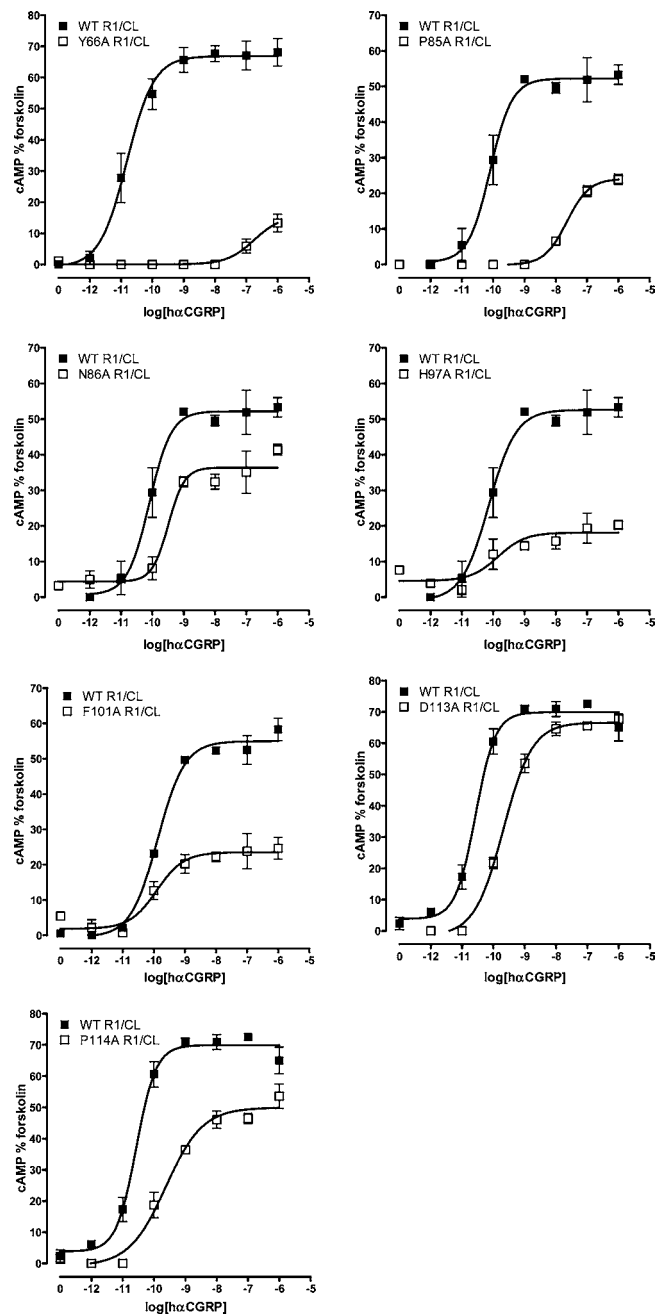 WT R1/CL
Y66A R1/CL
70
60
50
40
30
20
10
0
cAMP % forskolin
0 -12 -11 -10 -9 -8 -7 -6 -5
log[hαCGRP]
WT R1/CL
P85A R1/CL
70
60
50
40
30
20
10
0
cAMP % forskolin
0 -12 -11 -10 -9 -8 -7 -6 -5
log[hαCGRP]
WT R1/CL
N86A R1/CL
70
60
50
40
30
20
10
0
cAMP % forskolin
0 -12 -11 -10 -9 -8 -7 -6 -5
log[hαCGRP]
WT R1/CL
H97A R1/CL
70
60
50
40
30
20
10
0
cAMP % forskolin
0 -12 -11 -10 -9 -8 -7 -6 -5
log[hαCGRP]
WT R1/CL
F101A R1/CL
70
60
50
40
30
20
10
0
cAMP % forskolin
0 -12 -11 -10 -9 -8 -7 -6 -5
log[hαCGRP]
WT R1/CL
D113A R1/CL
80
70
60
50
40
30
20
10
0
cAMP % forskolin
0 -12 -11 -10 -9 -8 -7 -6 -5
log[hαCGRP]
WT R1/CL
P114A R1/CL
80
70
60
50
40
30
20
10
0
cAMP % forskolin
0 -12 -11 -10 -9 -8 -7 -6 -5
log[hαCGRP]